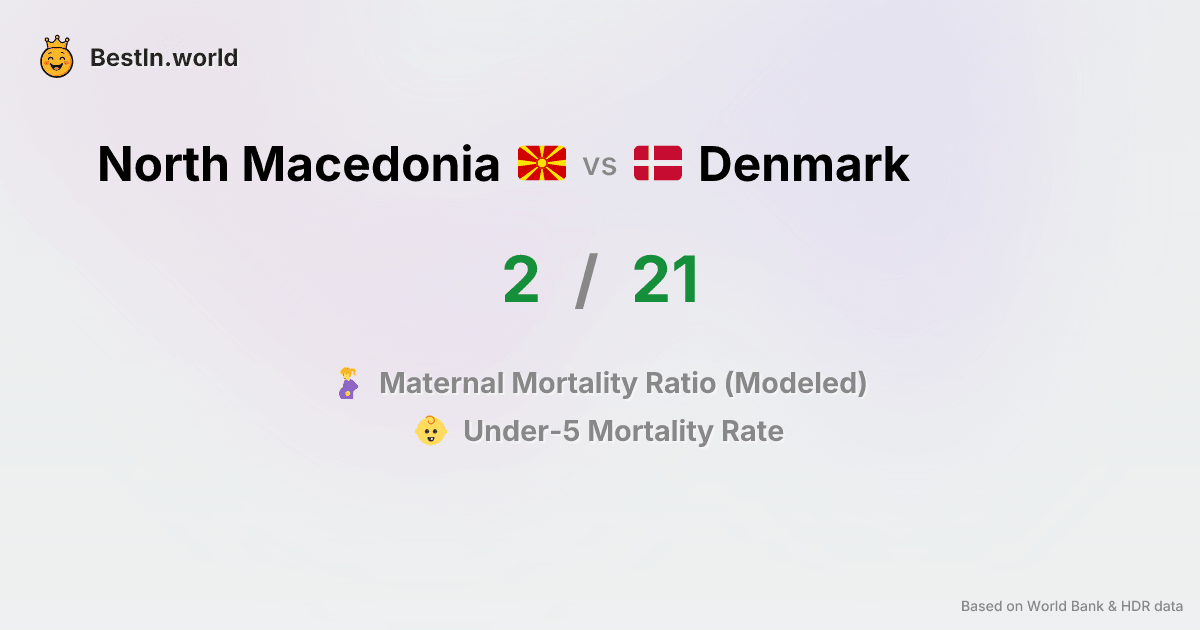 BestIn.world
North Macedonia vs Denmark
2 / 21
Maternal Mortality Ratio (Modeled)
Under-5 Mortality Rate
Based on World Bank & HDR data